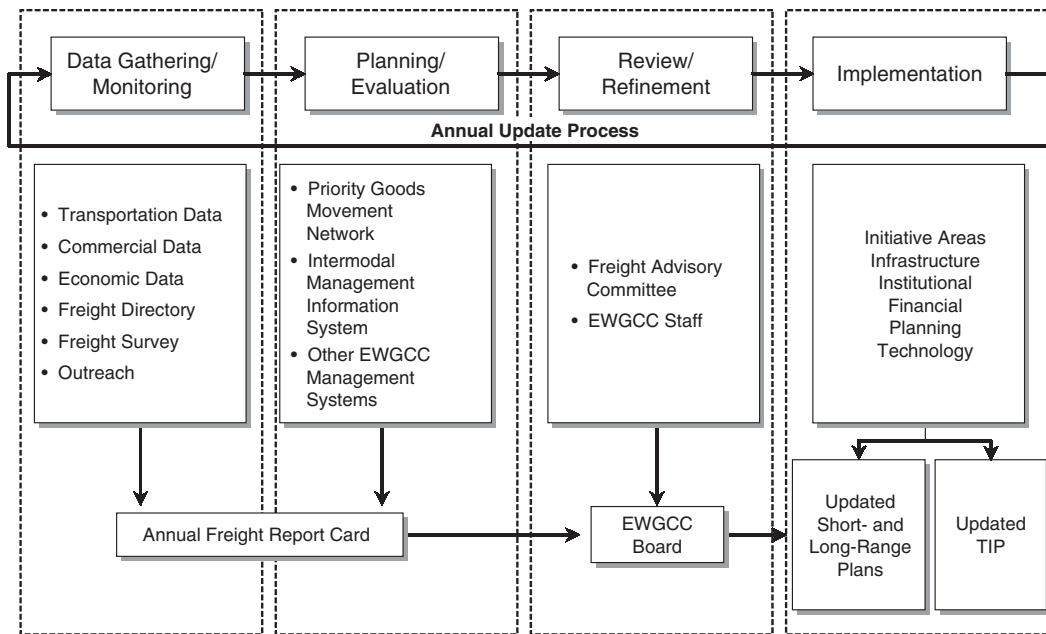 Data Gathering/
Monitoring
Planning/
Evaluation
Review/
Refinement
Implementation
Annual Update Process
• Transportation Data
• Commercial Data
• Economic Data
• Freight Directory
• Freight Survey
• Outreach
• Priority Goods
Movement
Network
• Intermodal
Management
Information
System
• Other EWGCC
Management
Systems
• Freight Advisory
Committee
• EWGCC Staff
Initiative Areas
Infrastructure
Institutional
Financial
Planning
Technology
Annual Freight Report Card
EWGCC
Board
Updated
Short- and
Long-Range
Plans
Updated
TIP